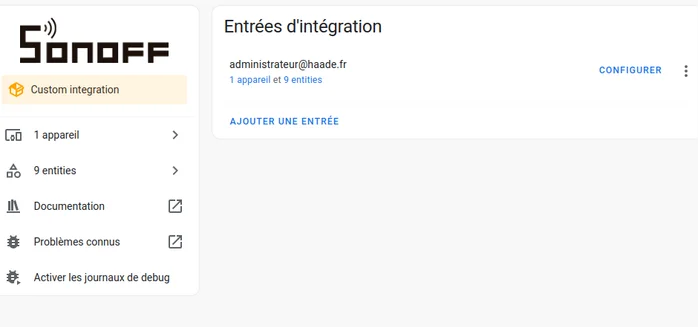 SONOFF
Custom integration
1 appareil
9 entities
Documentation
Problèmes connus
Activer les journaux de debug
Entrées d'intégration
administrateur@haade.fr
1 appareil et 9 entities
CONFIGURER
AJOUTER UNE ENTRÉE